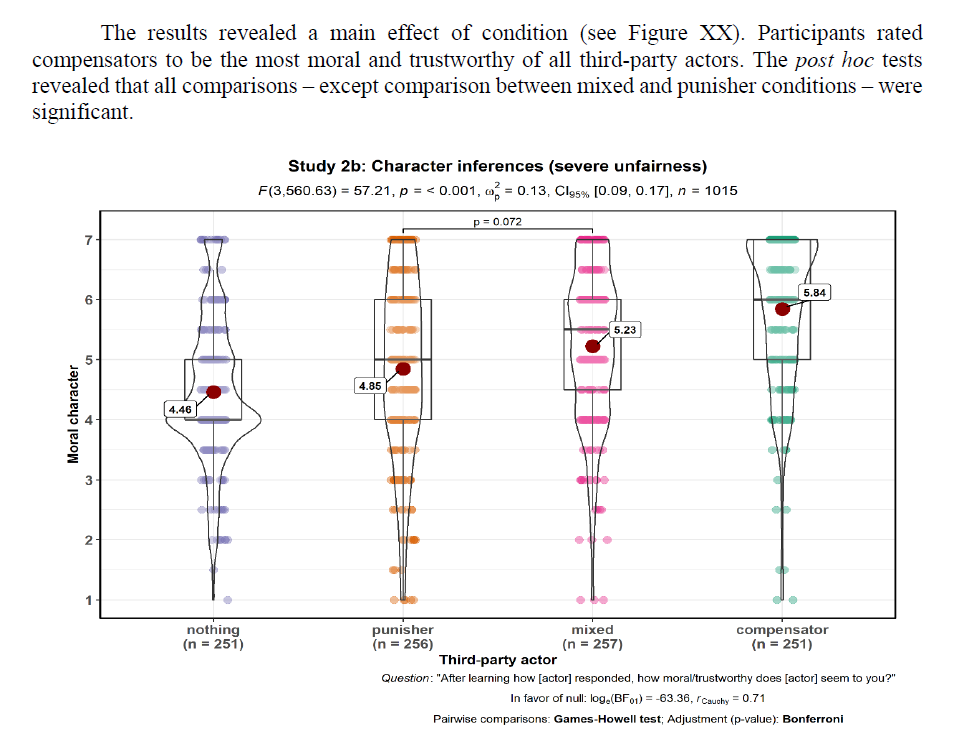 The results revealed a main effect of condition (see Figure XX). Participants rated
compensators to be the most moral and trustworthy of all third-party actors. The post hoc tests
revealed that all comparisons – except comparison between mixed and punisher conditions – were
significant.
Study 2b: Character inferences (severe unfairness)
F(3,560.63) = 57.21, p = < 0.001, ω²ₚ = 0.13, CI95% [0.09, 0.17], n = 1015
p = 0.072
7
6
5
4
3
2
1
Moral character
4.46
4.85
5.23
5.84
nothing
(n = 251)
punisher
(n = 256)
mixed
(n = 257)
compensator
(n = 251)
Third-party actor
Question: "After learning how [actor] responded, how moral/trustworthy does [actor] seem to you?"
In favor of null: logₑ(BF₀₁) = -63.36, rCauchy = 0.71
Pairwise comparisons: Games-Howell test; Adjustment (p-value): Bonferroni